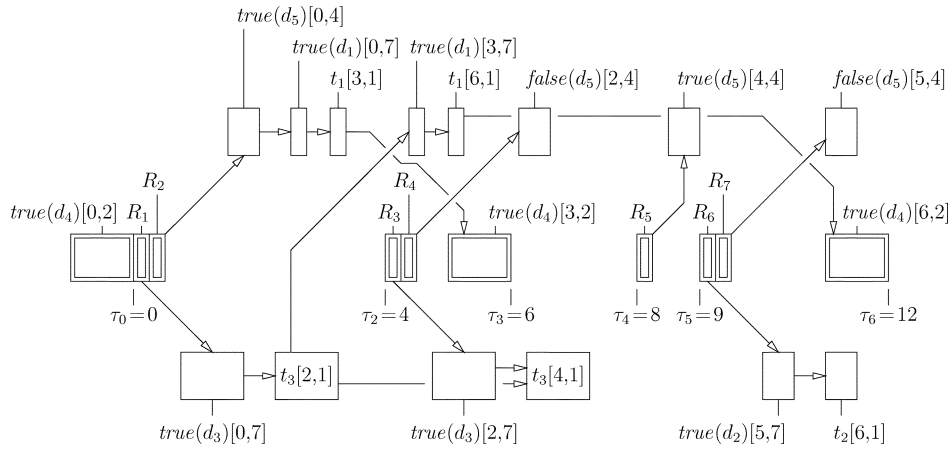 true(d₅)[0,4]
true(d₁)[0,7] true(d₁)[3,7]
t₁[3,1] t₁[6,1] false(d₅)[2,4] true(d₅)[4,4] false(d₅)[5,4]
R₂ R₄ R₇
true(d₄)[0,2] R₁ R₃ true(d₄)[3,2] R₅ R₆ true(d₄)[6,2]
τ₀=0 τ₂=4 τ₃=6 τ₄=8 τ₅=9 τ₆=12
t₃[2,1] t₃[4,1]
true(d₃)[0,7] true(d₃)[2,7] true(d₂)[5,7] t₂[6,1]